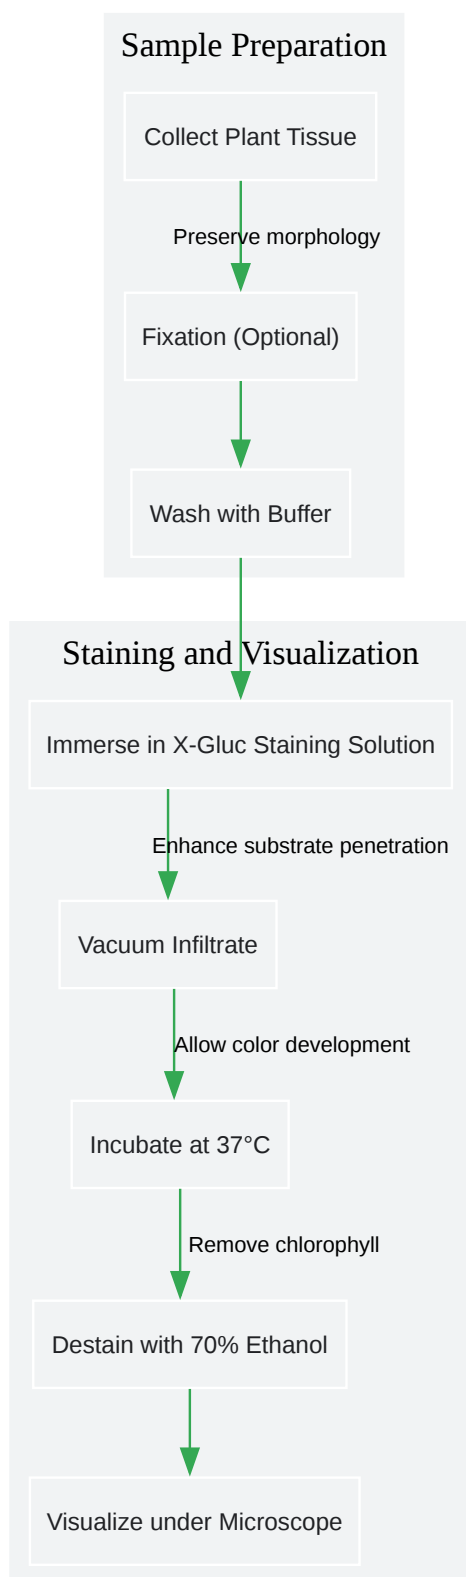 Sample Preparation
Collect Plant Tissue
Preserve morphology
Fixation (Optional)
Wash with Buffer
Staining and Visualization
Immerse in X-Gluc Staining Solution
Enhance substrate penetration
Vacuum Infiltrate
Allow color development
Incubate at 37°C
Remove chlorophyll
Destain with 70% Ethanol
Visualize under Microscope